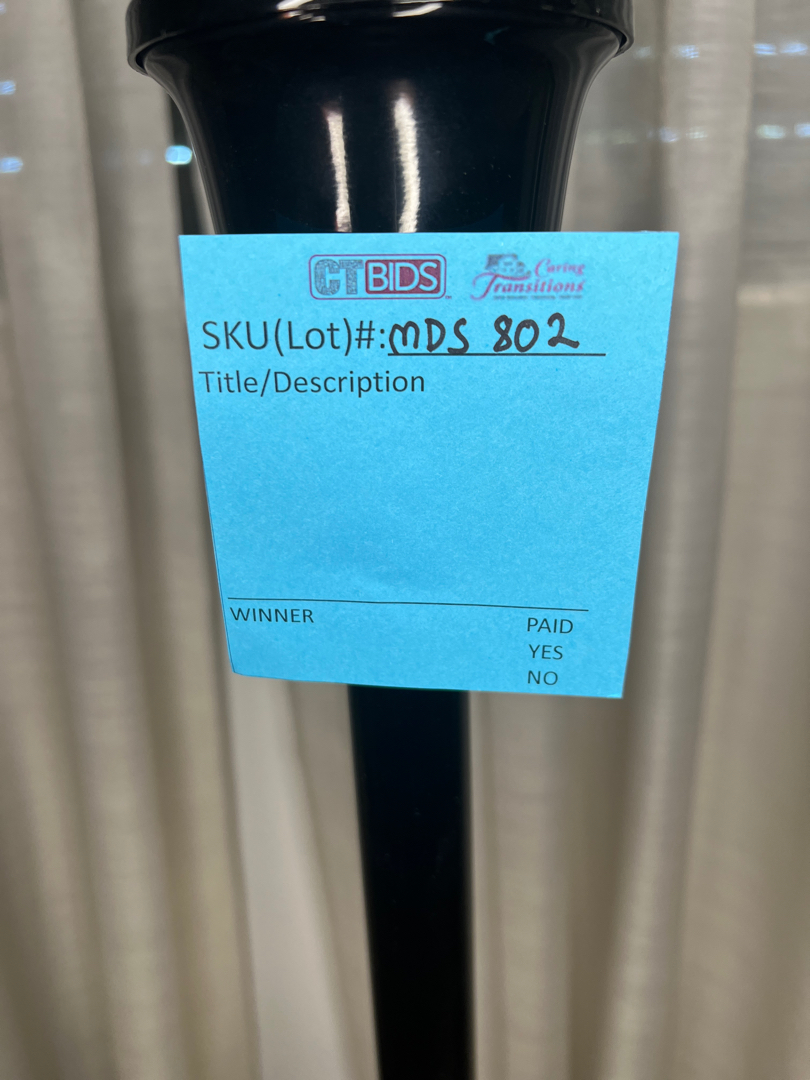 CTBIDS
Caring
Transitions
SKU(Lot)#: MDS 802
Title/Description
WINNER
PAID
YES
NO